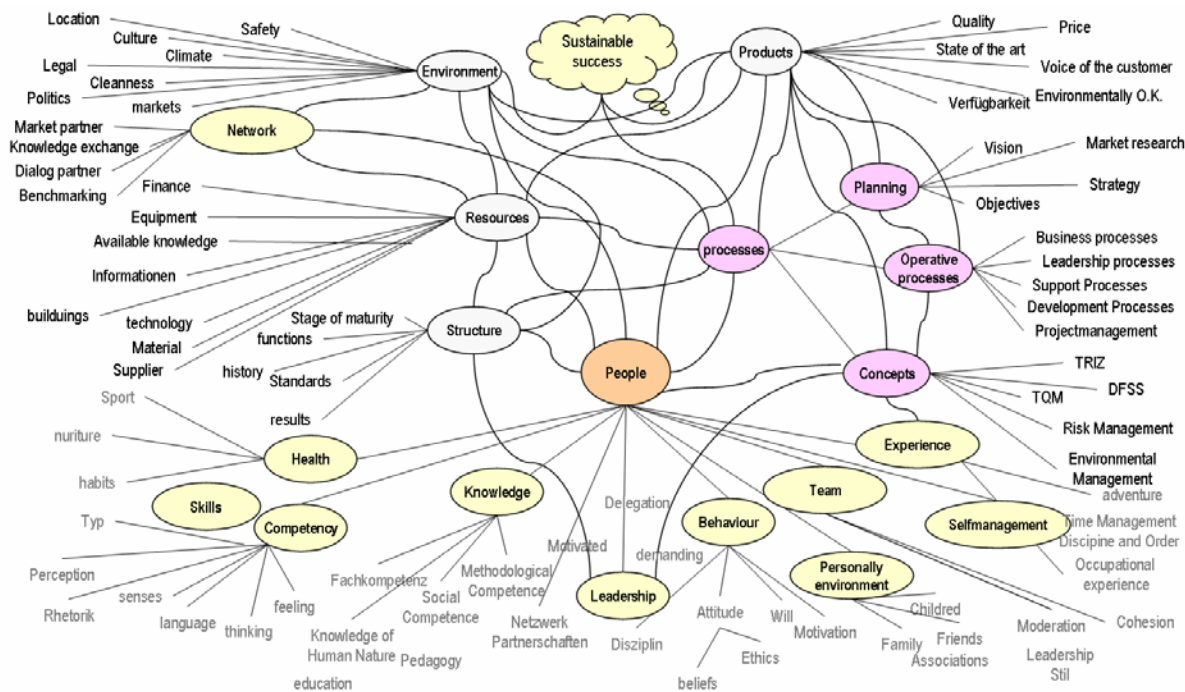 Location
Safety
Culture
Climate
Legal
Cleanness
Politics
markets
Environment
Sustainable
success
Products
Quality
Price
State of the art
Voice of the customer
Environmentally O.K.
Verfügbarkeit
Network
Market partner
Knowledge exchange
Dialog partner
Benchmarking
Finance
Equipment
Available knowledge
Informationen
builduings
technology
Material
Supplier
Resources
processes
Planning
Vision
Market research
Strategy
Objectives
Operative
processes
Business processes
Leadership processes
Support Processes
Development Processes
Projectmanagement
Stage of maturity
functions
history
Standards
results
Structure
People
Concepts
TRIZ
DFSS
TQM
Risk Management
Environmental
Management
Sport
nuriture
habits
Health
Skills
Competency
Typ
Perception
Rhetorik
senses
language
thinking
feeling
Knowledge
Fachkompetenz
Social
Competence
Methodological
Competence
Knowledge of
Human Nature
Pedagogy
education
Netzwerk
Partnerschaften
Delegation
Motivated
demanding
Leadership
Disziplin
Behaviour
Attitude
Will
Motivation
Ethics
beliefs
Experience
adventure
Team
Selfmanagement
Time Management
Discipine and Order
Occupational
experience
Personally
environment
Childred
Family
Friends
Associations
Moderation
Cohesion
Leadership
Stil